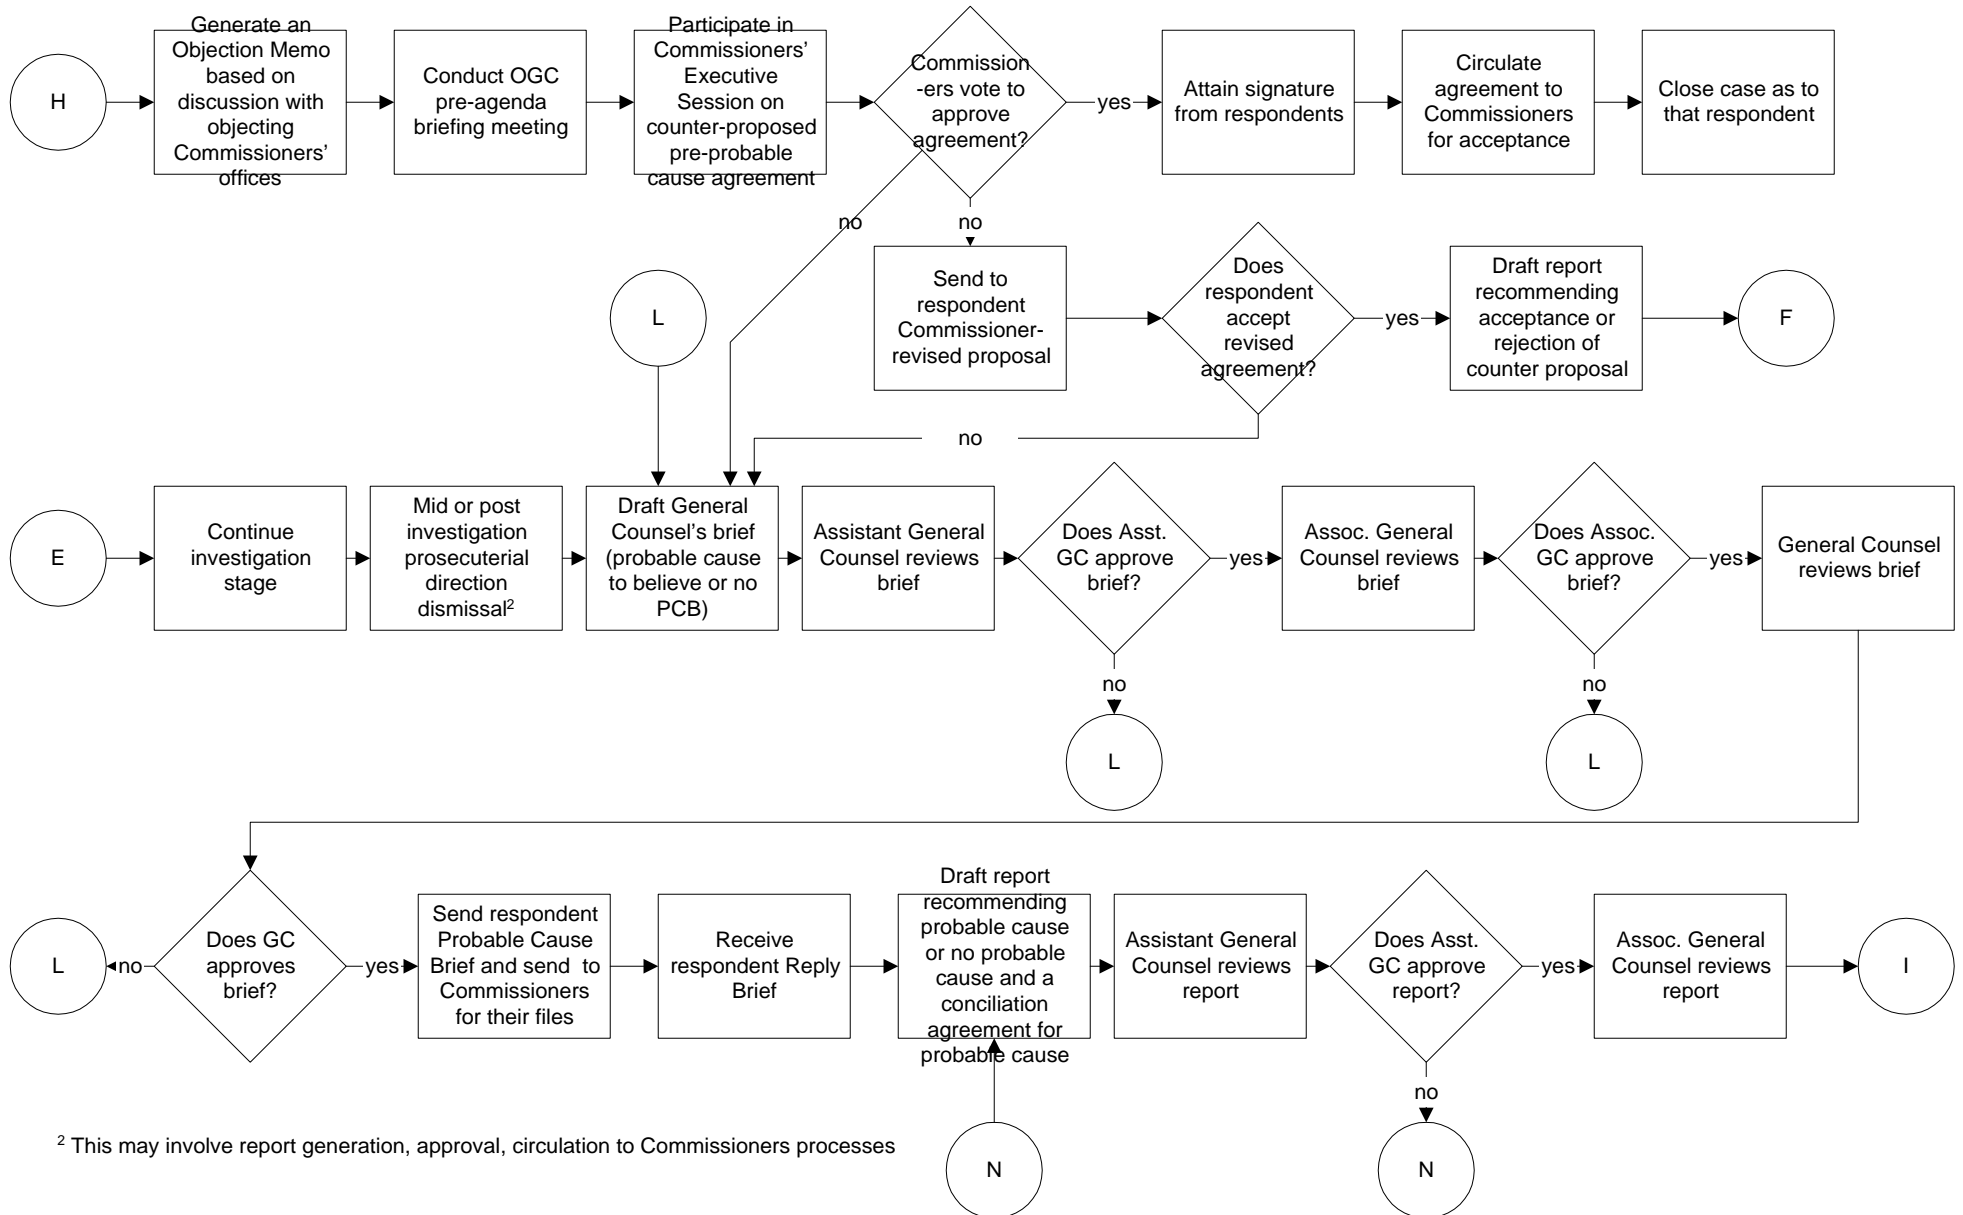 H
Generate an
Objection Memo
based on
discussion with
objecting
Commissioners’
offices
Conduct OGC
pre-agenda
briefing meeting
Participate in
Commissioners’
Executive
Session on
counter-proposed
pre-probable
cause agreement
Commission
-ers vote to
approve
agreement?
yes
Attain signature
from respondents
Circulate
agreement to
Commissioners
for acceptance
Close case as to
that respondent
no
no
L
Send to
respondent
Commissioner-
revised proposal
Does
respondent
accept
revised
agreement?
yes
Draft report
recommending
acceptance or
rejection of
counter proposal
F
no
E
Continue
investigation
stage
Mid or post
investigation
prosecuterial
direction
dismissal²
Draft General
Counsel’s brief
(probable cause
to believe or no
PCB)
Assistant General
Counsel reviews
brief
Does Asst.
GC approve
brief?
yes
Assoc. General
Counsel reviews
brief
Does Assoc.
GC approve
brief?
yes
General Counsel
reviews brief
no
no
L
L
L
no
Does GC
approves
brief?
yes
Send respondent
Probable Cause
Brief and send  to
Commissioners
for their files
Receive
respondent Reply
Brief
Draft report
recommending
probable cause
or no probable
cause and a
conciliation
agreement for
probable cause
Assistant General
Counsel reviews
report
Does Asst.
GC approve
report?
yes
Assoc. General
Counsel reviews
report
I
no
² This may involve report generation, approval, circulation to Commissioners processes
N
N